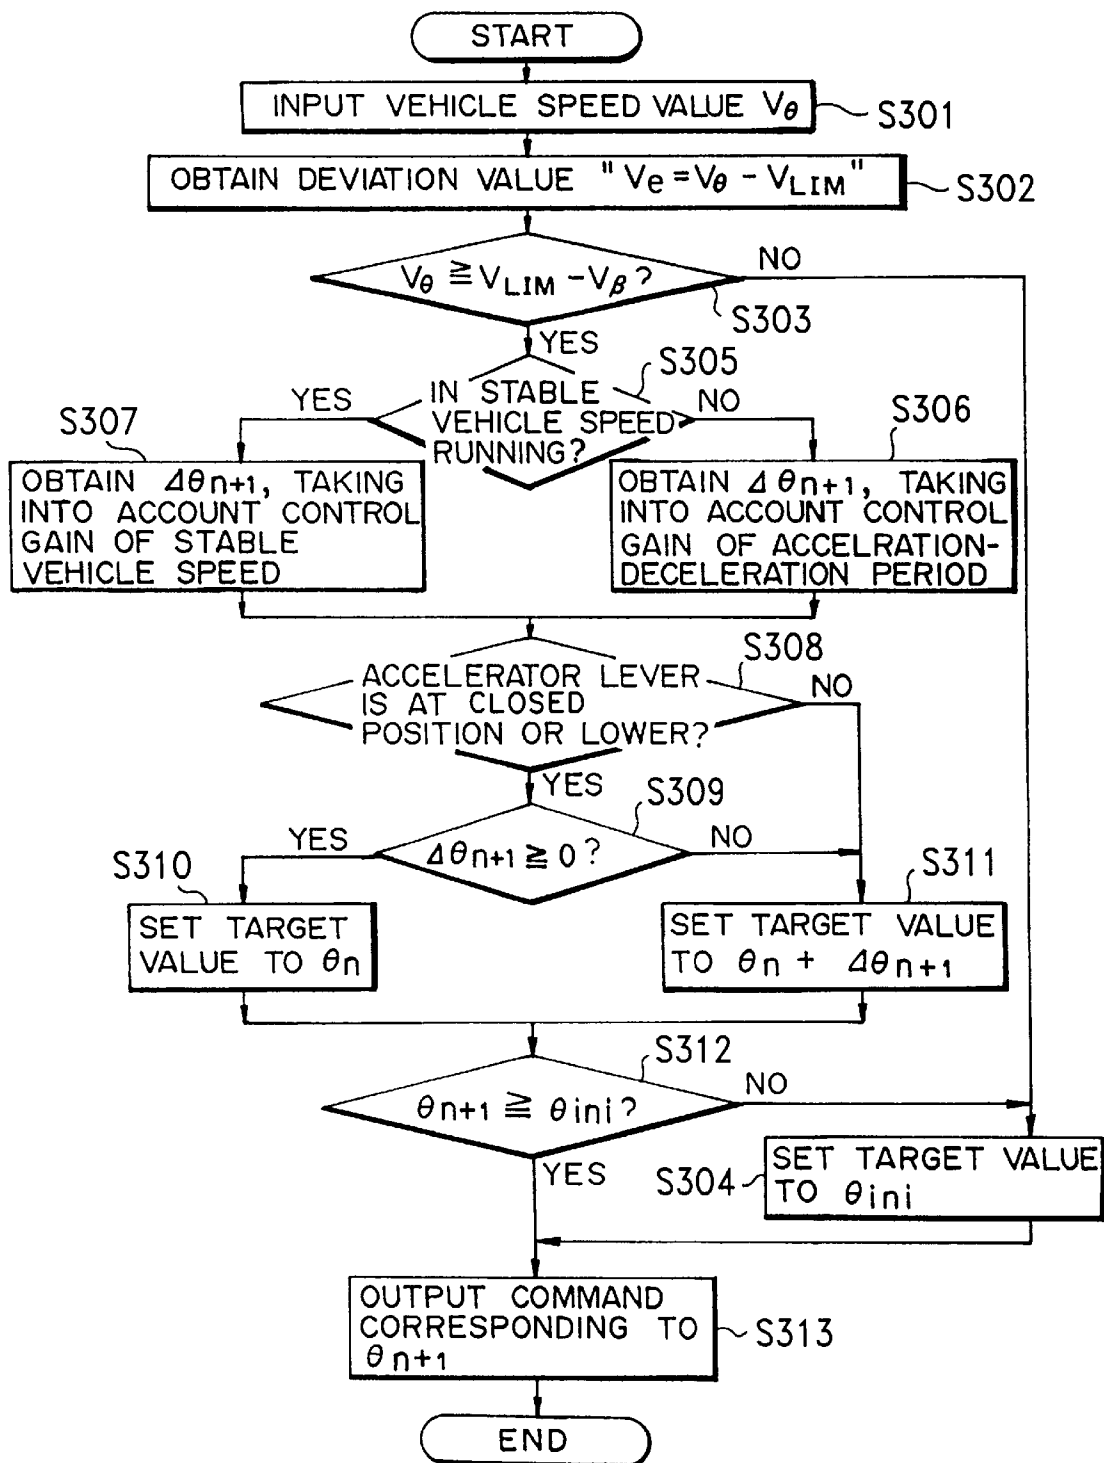 START
INPUT VEHICLE SPEED VALUE Vθ
S301
OBTAIN DEVIATION VALUE "Ve=Vθ - VLIM"
S302
Vθ ≧ VLIM - Vβ ?
NO
S303
YES
S305
IN STABLE
VEHICLE SPEED
RUNNING?
YES
NO
S307
S306
OBTAIN Δθn+1, TAKING
INTO ACCOUNT CONTROL
GAIN OF STABLE
VEHICLE SPEED
OBTAIN Δθn+1, TAKING
INTO ACCOUNT CONTROL
GAIN OF ACCELRATION-
DECELERATION PERIOD
S308
ACCELERATOR LEVER
IS AT CLOSED
POSITION OR LOWER?
NO
YES
S309
Δθn+1 ≧ 0 ?
YES
NO
S310
S311
SET TARGET
VALUE TO θn
SET TARGET VALUE
TO θn + Δθn+1
S312
θn+1 ≧ θini?
NO
YES
S304
SET TARGET VALUE
TO θini
OUTPUT COMMAND
CORRESPONDING TO
θn+1
S313
END